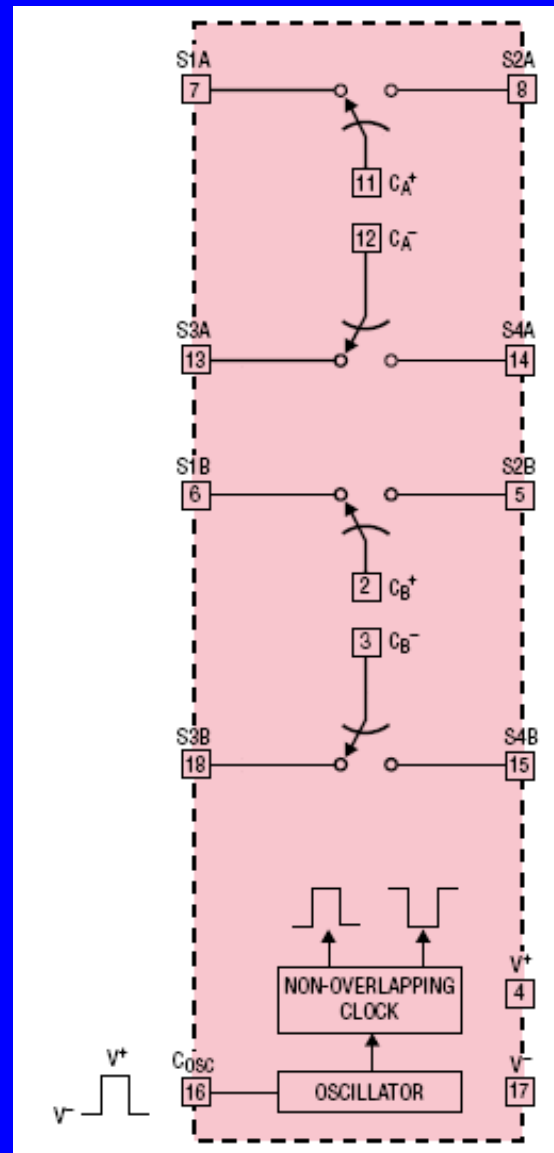 S1A S2A
7 8
11 CA+
12 CA−
S3A S4A
13 14
S1B S2B
6 5
2 CB+
3 CB−
S3B S4B
18 15
V+
NON-OVERLAPPING 4
CLOCK
V+ COSC V−
V− 16 OSCILLATOR 17